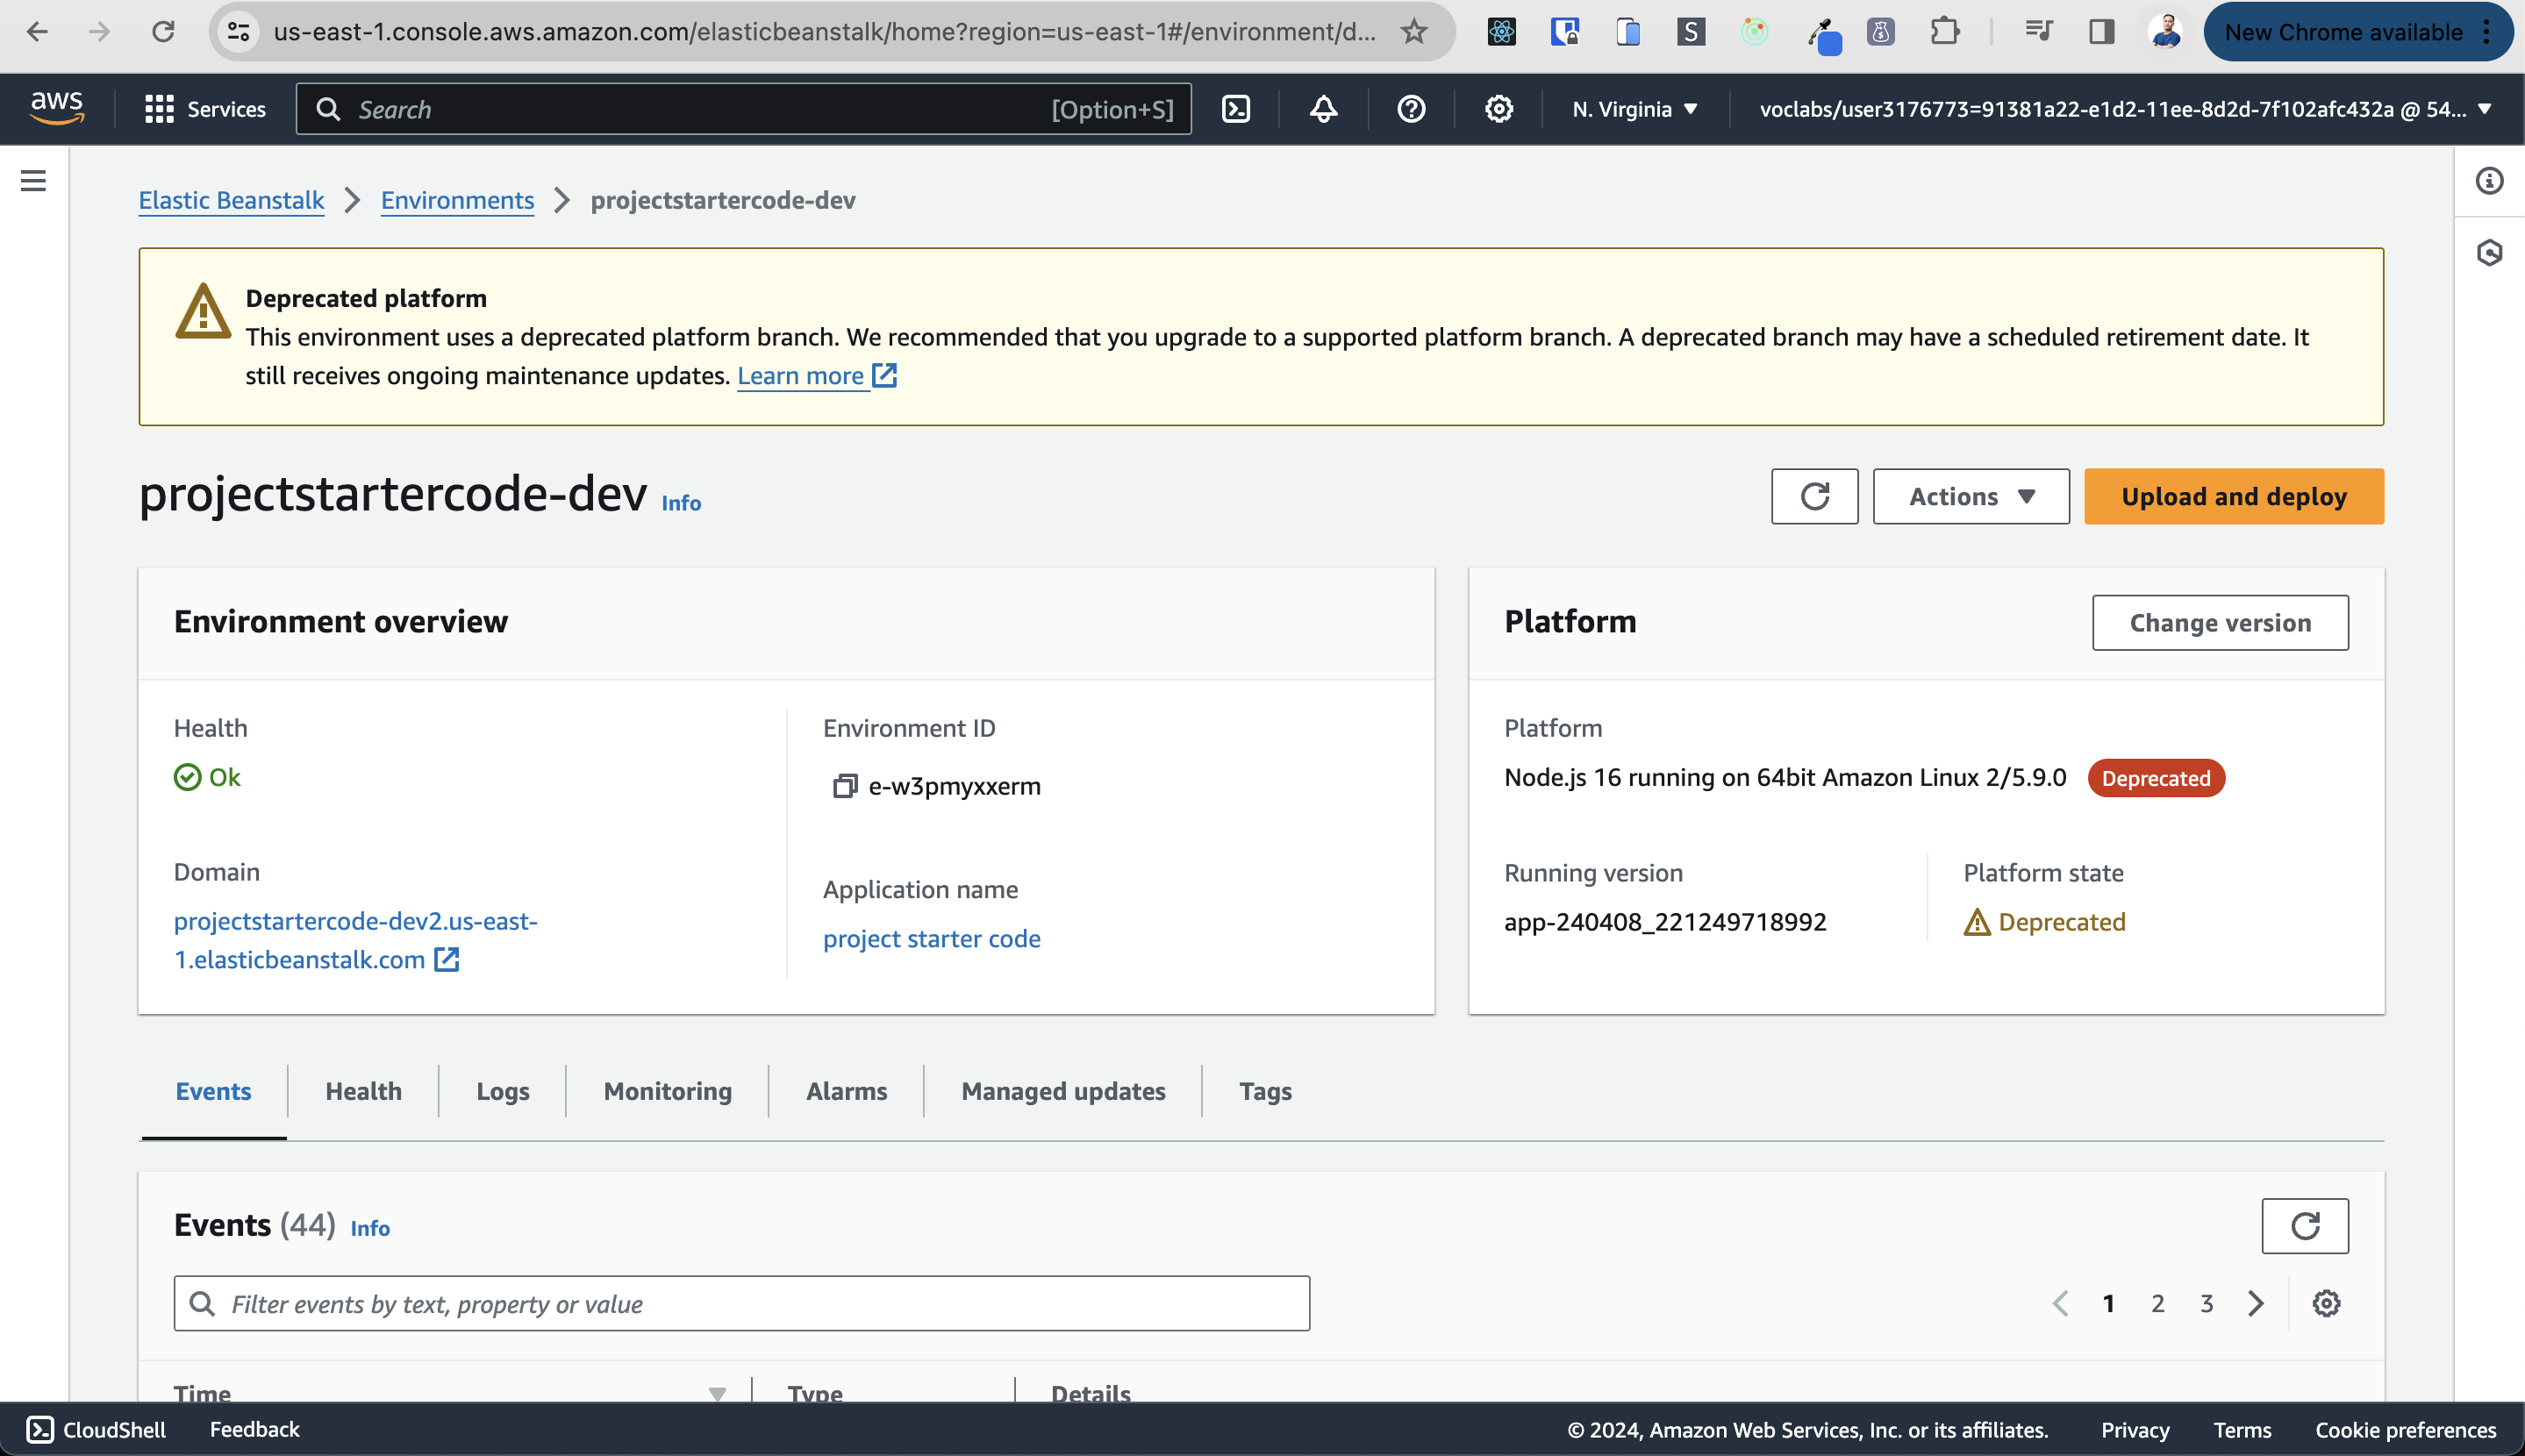 us-east-1.console.aws.amazon.com/elasticbeanstalk/home?region=us-east-1#/environment/d...
S
New Chrome available
aws
Services
Search
[Option+S]
N. Virginia
voclabs/user3176773=91381a22-e1d2-11ee-8d2d-7f102afc432a @ 54...
Elastic Beanstalk
Environments
projectstartercode-dev
Deprecated platform
This environment uses a deprecated platform branch. We recommended that you upgrade to a supported platform branch. A deprecated branch may have a scheduled retirement date. It
still receives ongoing maintenance updates. Learn more
projectstartercode-dev Info
Actions
Upload and deploy
Environment overview
Health
Ok
Domain
projectstartercode-dev2.us-east-
1.elasticbeanstalk.com
Environment ID
e-w3pmyxxerm
Application name
project starter code
Platform
Change version
Platform
Node.js 16 running on 64bit Amazon Linux 2/5.9.0 Deprecated
Running version
app-240408_221249718992
Platform state
Deprecated
Events
Health
Logs
Monitoring
Alarms
Managed updates
Tags
Events (44) Info
Filter events by text, property or value
1 2 3
Time
Type
Details
CloudShell
Feedback
© 2024, Amazon Web Services, Inc. or its affiliates.
Privacy
Terms
Cookie preferences